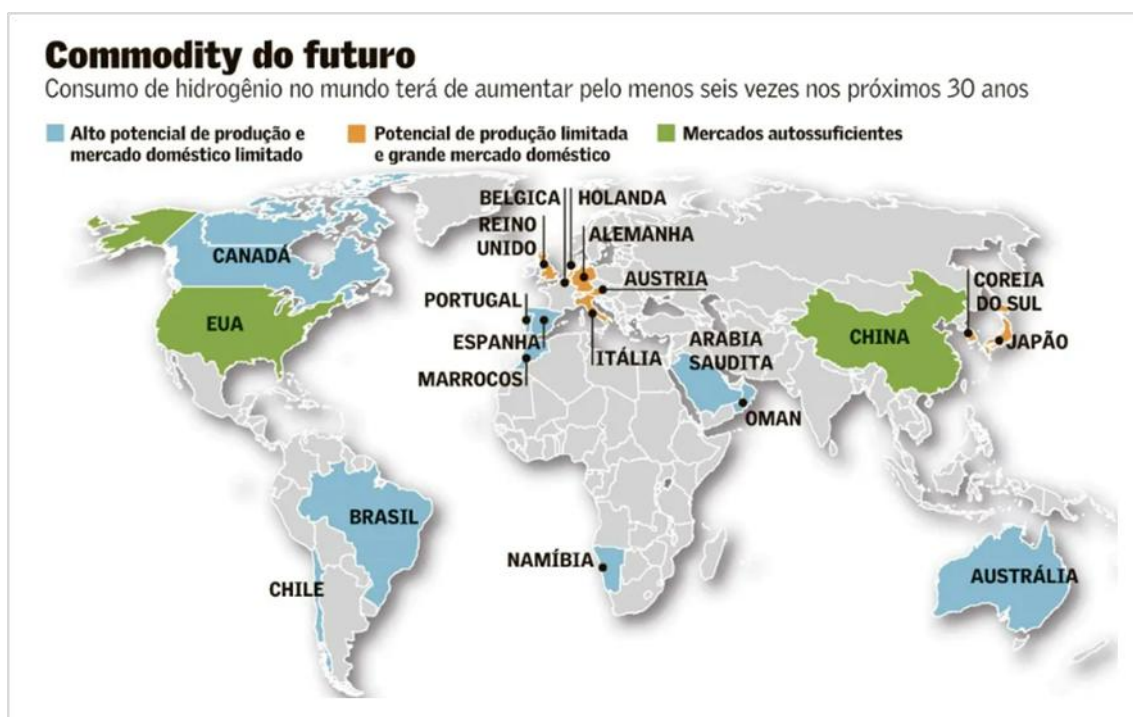 Commodity do futuro
Consumo de hidrogênio no mundo terá de aumentar pelo menos seis vezes nos próximos 30 anos
Alto potencial de produção e
mercado doméstico limitado
Potencial de produção limitada
e grande mercado doméstico
Mercados autossuficientes
BELGICA
HOLANDA
REINO
UNIDO
ALEMANHA
CANADÁ
AUSTRIA
COREIA
DO SUL
PORTUGAL
EUA
ESPANHA
ITÁLIA
ARABIA
SAUDITA
CHINA
JAPÃO
MARROCOS
OMAN
BRASIL
NAMÍBIA
CHILE
AUSTRÁLIA